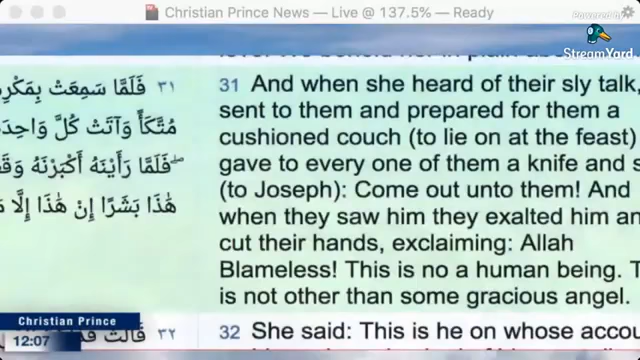 Christian Prince News — Live @ 137.5% — Ready
Powered by
StreamYard
٣١ فَلَمَّا سَمِعَتْ بِمَكْرِ
مُتَّكَأً وَآتَتْ كُلَّ وَاحِدَ
فَلَمَّا رَأَيْنَهُ أَكْبَرْنَهُ وَقَ
هَٰذَا بَشَرًا إِنْ هَٰذَا إِلَّا مَ
31 And when she heard of their sly talk,
sent to them and prepared for them a
cushioned couch (to lie on at the feast)
gave to every one of them a knife and s
(to Joseph): Come out unto them! And
when they saw him they exalted him an
cut their hands, exclaiming: Allah
Blameless! This is no a human being. T
is not other than some gracious angel.
Christian Prince
12:07
٣٢ قَالَتْ
32 She said: This is he on whose accou